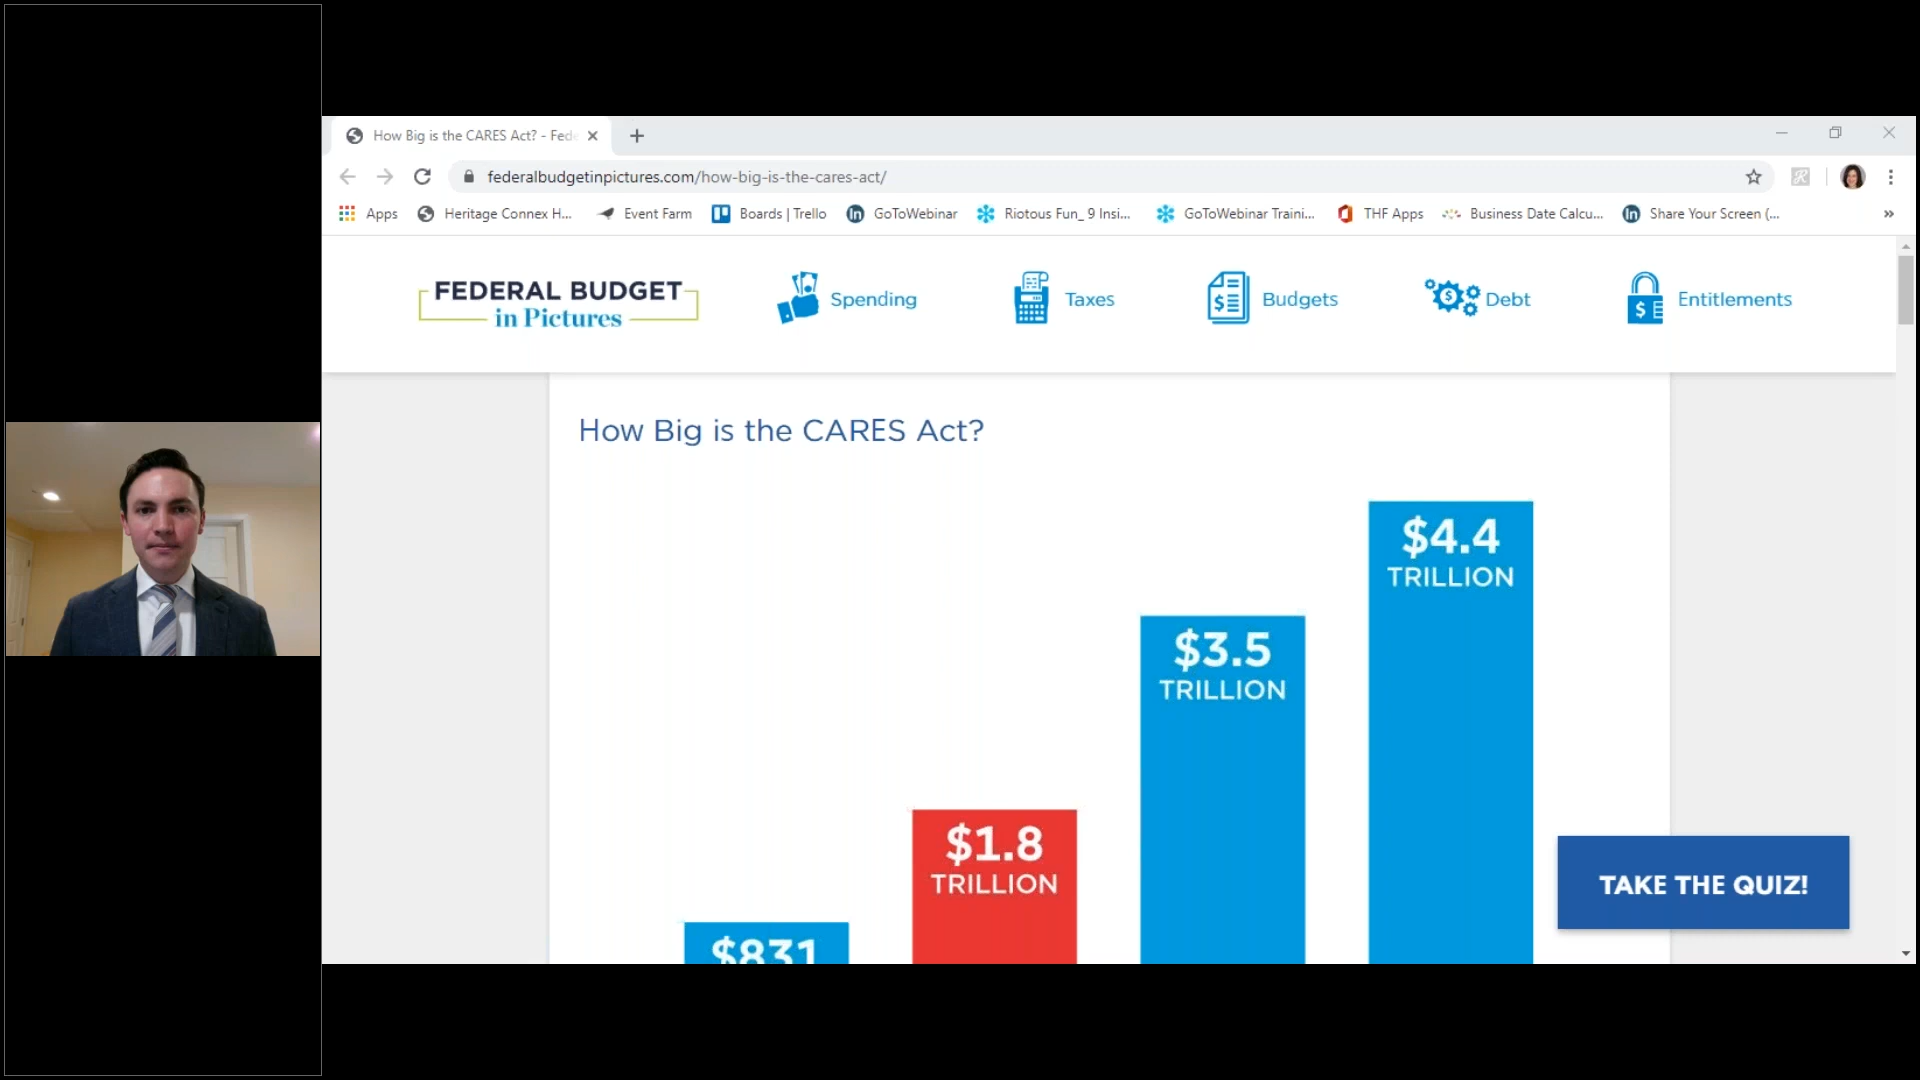 How Big is the CARES Act? - Fede
federalbudgetinpictures.com/how-big-is-the-cares-act/
Apps Heritage Connex H... Event Farm Boards | Trello GoToWebinar Riotous Fun_ 9 Insi... GoToWebinar Traini... THF Apps Business Date Calcu... Share Your Screen (... »
FEDERAL BUDGET
in Pictures
Spending Taxes Budgets Debt Entitlements
How Big is the CARES Act?
$4.4
TRILLION
$3.5
TRILLION
$1.8
TRILLION
TAKE THE QUIZ!
$831